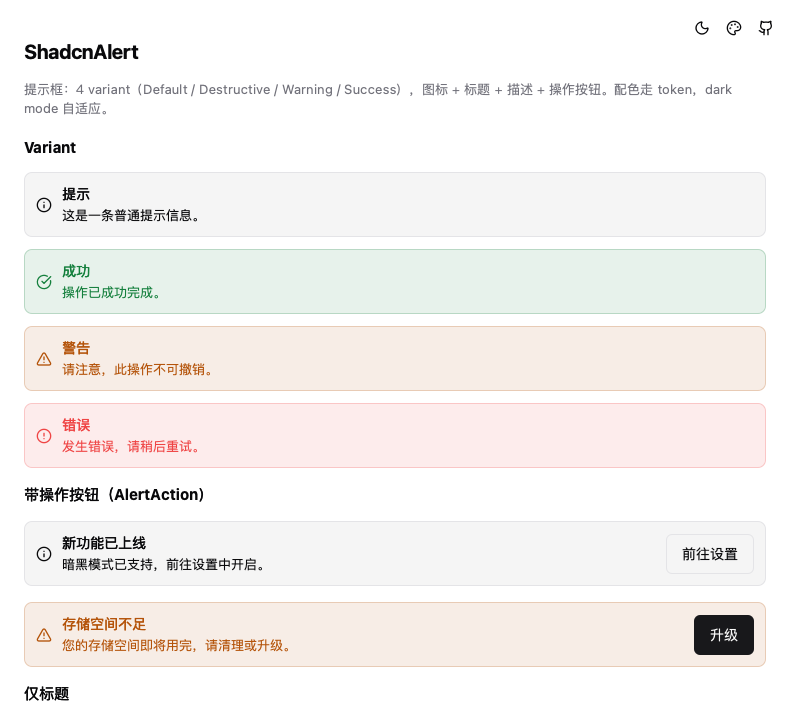 ShadcnAlert
提示框：4 variant（Default / Destructive / Warning / Success），图标 + 标题 + 描述 + 操作按钮。配色走 token，dark
mode 自适应。
Variant
提示
这是一条普通提示信息。
成功
操作已成功完成。
警告
请注意，此操作不可撤销。
错误
发生错误，请稍后重试。
带操作按钮（AlertAction）
新功能已上线
暗黑模式已支持，前往设置中开启。
前往设置
存储空间不足
您的存储空间即将用完，请清理或升级。
升级
仅标题